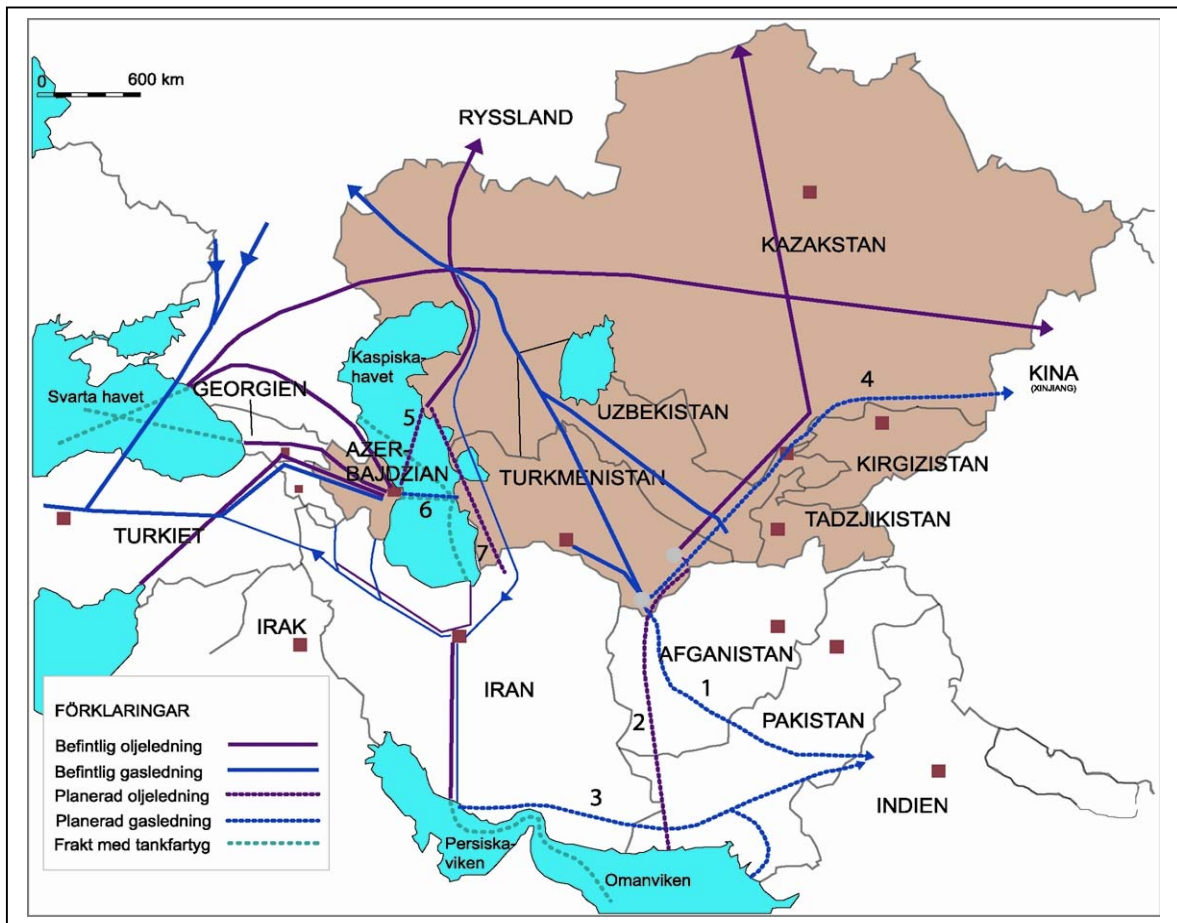 0
600 km
RYSSLAND
KAZAKSTAN
KINA
(XINJIANG)
Kaspiska-
havet
GEORGIEN
Svarta havet
4
5
UZBEKISTAN
AZER-
BAJDZIAN
KIRGIZISTAN
TURKMENISTAN
6
TADZJIKISTAN
TURKIET
7
IRAK
AFGANISTAN
1
IRAN
2
PAKISTAN
3
INDIEN
Persiska-
viken
Omanviken
FÖRKLARINGAR
Befintlig oljeledning
Befintlig gasledning
Planerad oljeledning
Planerad gasledning
Frakt med tankfartyg